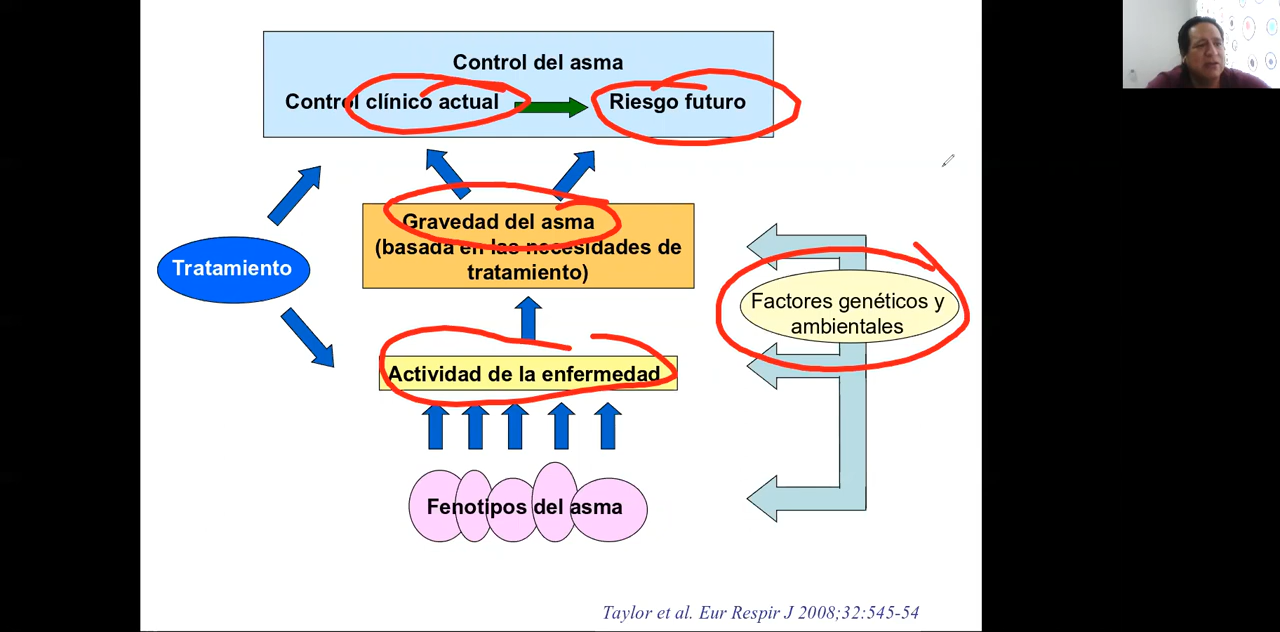 Control del asma
Control clínico actual
Riesgo futuro
Gravedad del asma
(basada en las necesidades de
tratamiento)
Tratamiento
Factores genéticos y
ambientales
Actividad de la enfermedad
Fenotipos del asma
Taylor et al. Eur Respir J 2008;32:545-54